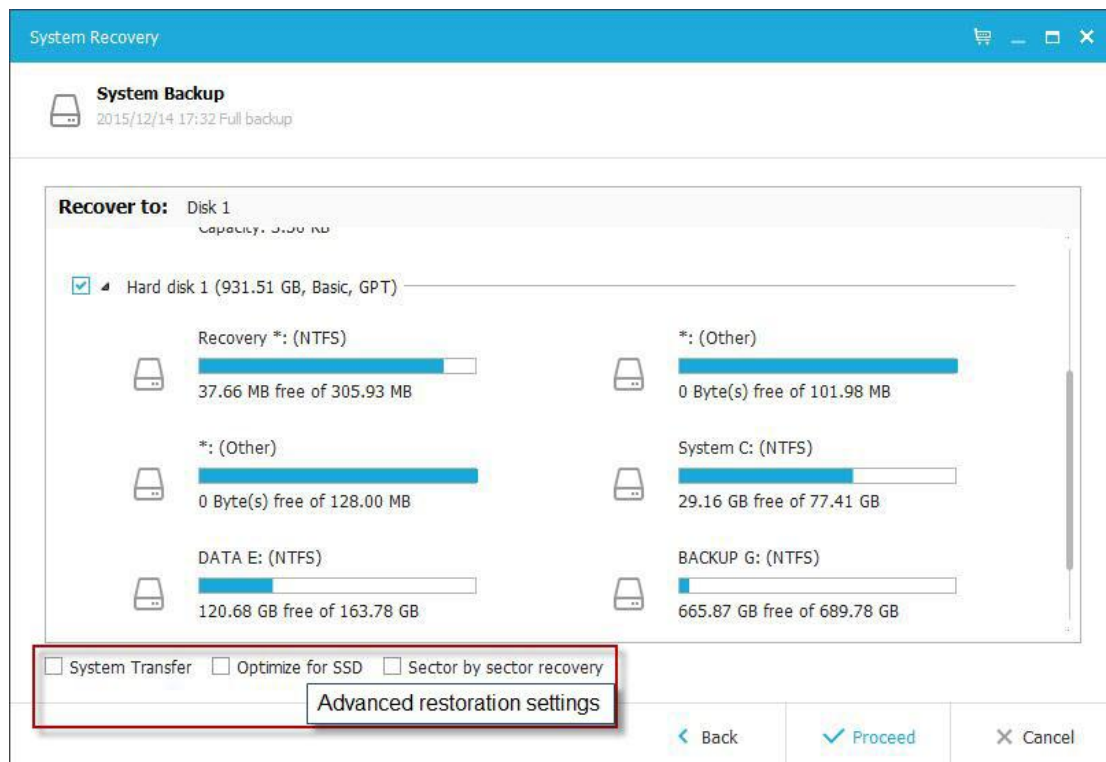 System Recovery
System Backup
2015/12/14 17:32 Full backup
Recover to: Disk 1
Capacity: 3.56 KB
Hard disk 1 (931.51 GB, Basic, GPT)
Recovery *: (NTFS)
37.66 MB free of 305.93 MB
*: (Other)
0 Byte(s) free of 101.98 MB
*: (Other)
0 Byte(s) free of 128.00 MB
System C: (NTFS)
29.16 GB free of 77.41 GB
DATA E: (NTFS)
120.68 GB free of 163.78 GB
BACKUP G: (NTFS)
665.87 GB free of 689.78 GB
System Transfer Optimize for SSD Sector by sector recovery
Advanced restoration settings
Back Proceed Cancel